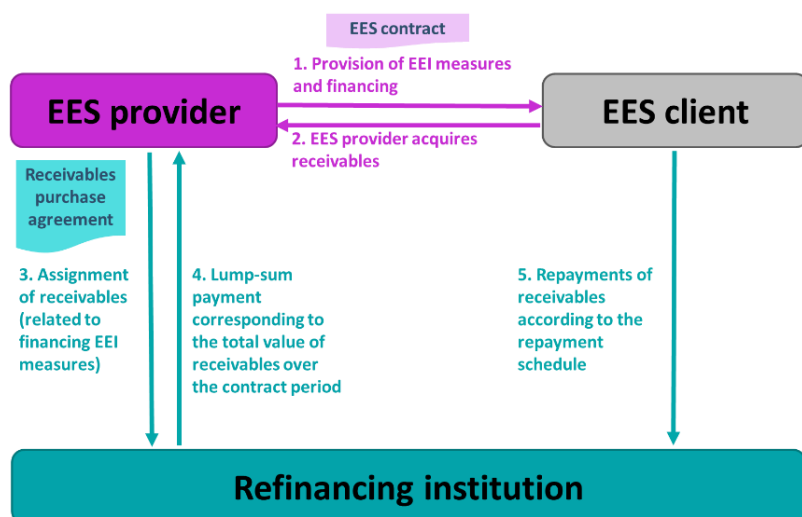 EES contract
1. Provision of EEI measures
and financing
EES provider
EES client
2. EES provider acquires
receivables
Receivables
purchase
agreement
3. Assignment
of receivables
(related to
financing EEI
measures)
4. Lump-sum
payment
corresponding to
the total value of
receivables over
the contract period
5. Repayments of
receivables
according to the
repayment
schedule
Refinancing institution